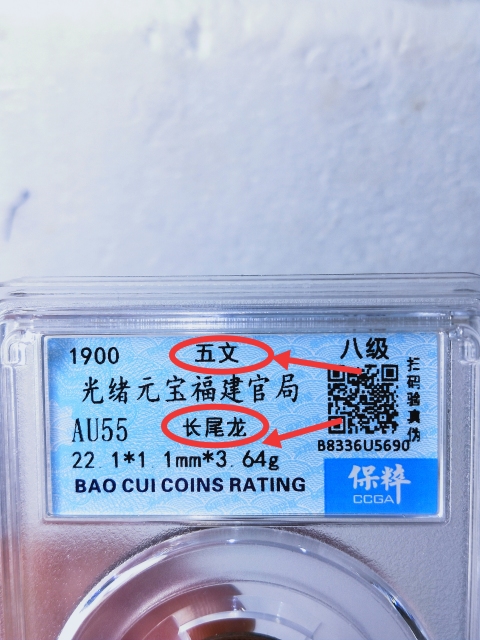 1900 五文 八级
光绪元宝福建官局
AU55 长尾龙
22.1*1.1mm*3.64g
BAO CUI COINS RATING
扫码验真伪
B8336U5690
保粹
CCGA